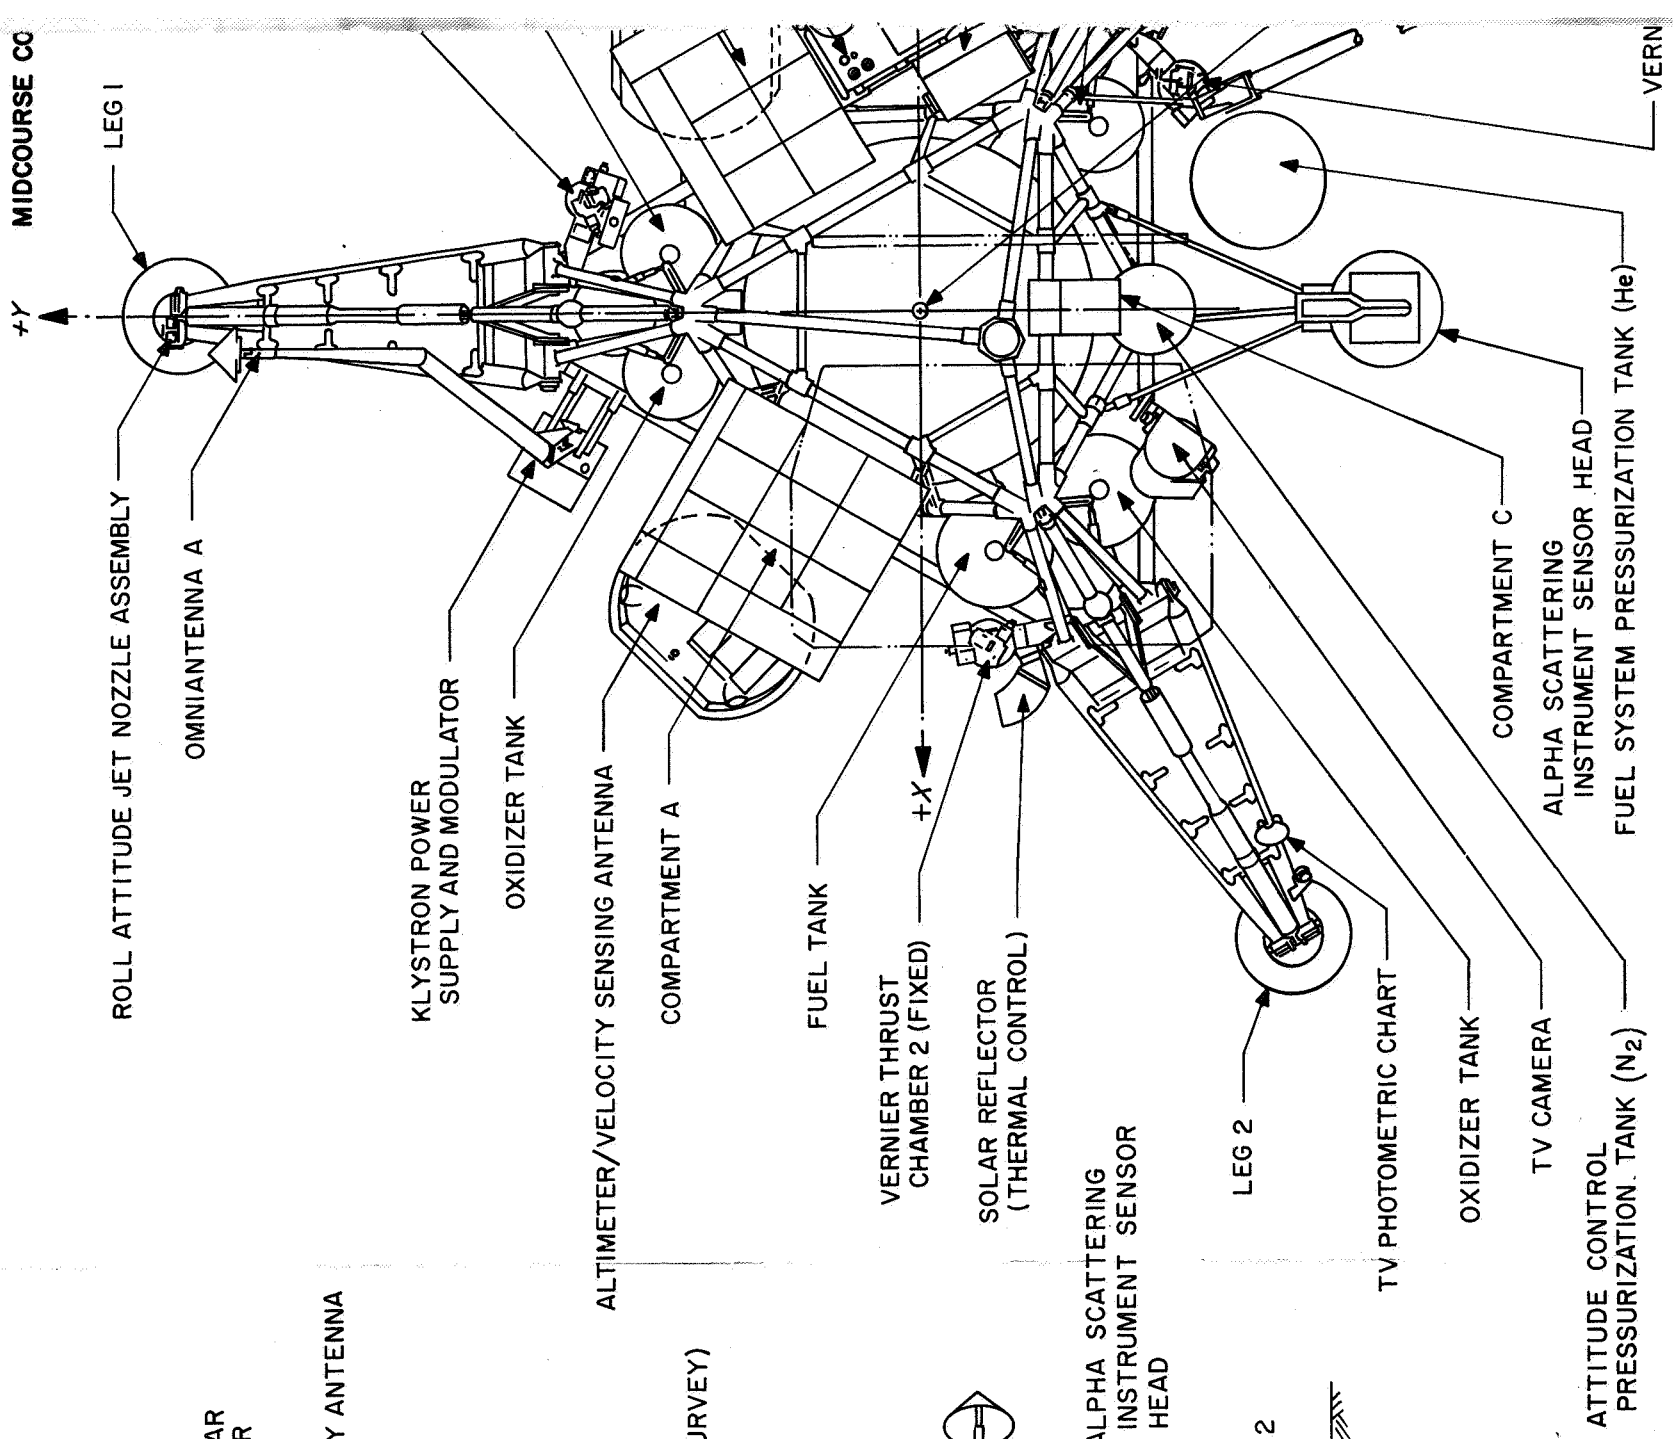 MIDCOURSE CO
+Y
LEG 1
ROLL ATTITUDE JET NOZZLE ASSEMBLY
OMNIANTENNA A
KLYSTRON POWER
SUPPLY AND MODULATOR
OXIDIZER TANK
ALTIMETER/VELOCITY SENSING ANTENNA
COMPARTMENT A
FUEL TANK
+X
VERNIER THRUST
CHAMBER 2 (FIXED)
SOLAR REFLECTOR
(THERMAL CONTROL)
LEG 2
TV PHOTOMETRIC CHART
OXIDIZER TANK
TV CAMERA
ATTITUDE CONTROL
PRESSURIZATION TANK (N2)
COMPARTMENT C
ALPHA SCATTERING
INSTRUMENT SENSOR HEAD
FUEL SYSTEM PRESSURIZATION TANK (He)
VERN
AR
R
Y ANTENNA
URVEY)
ALPHA SCATTERING
INSTRUMENT SENSOR
HEAD
2